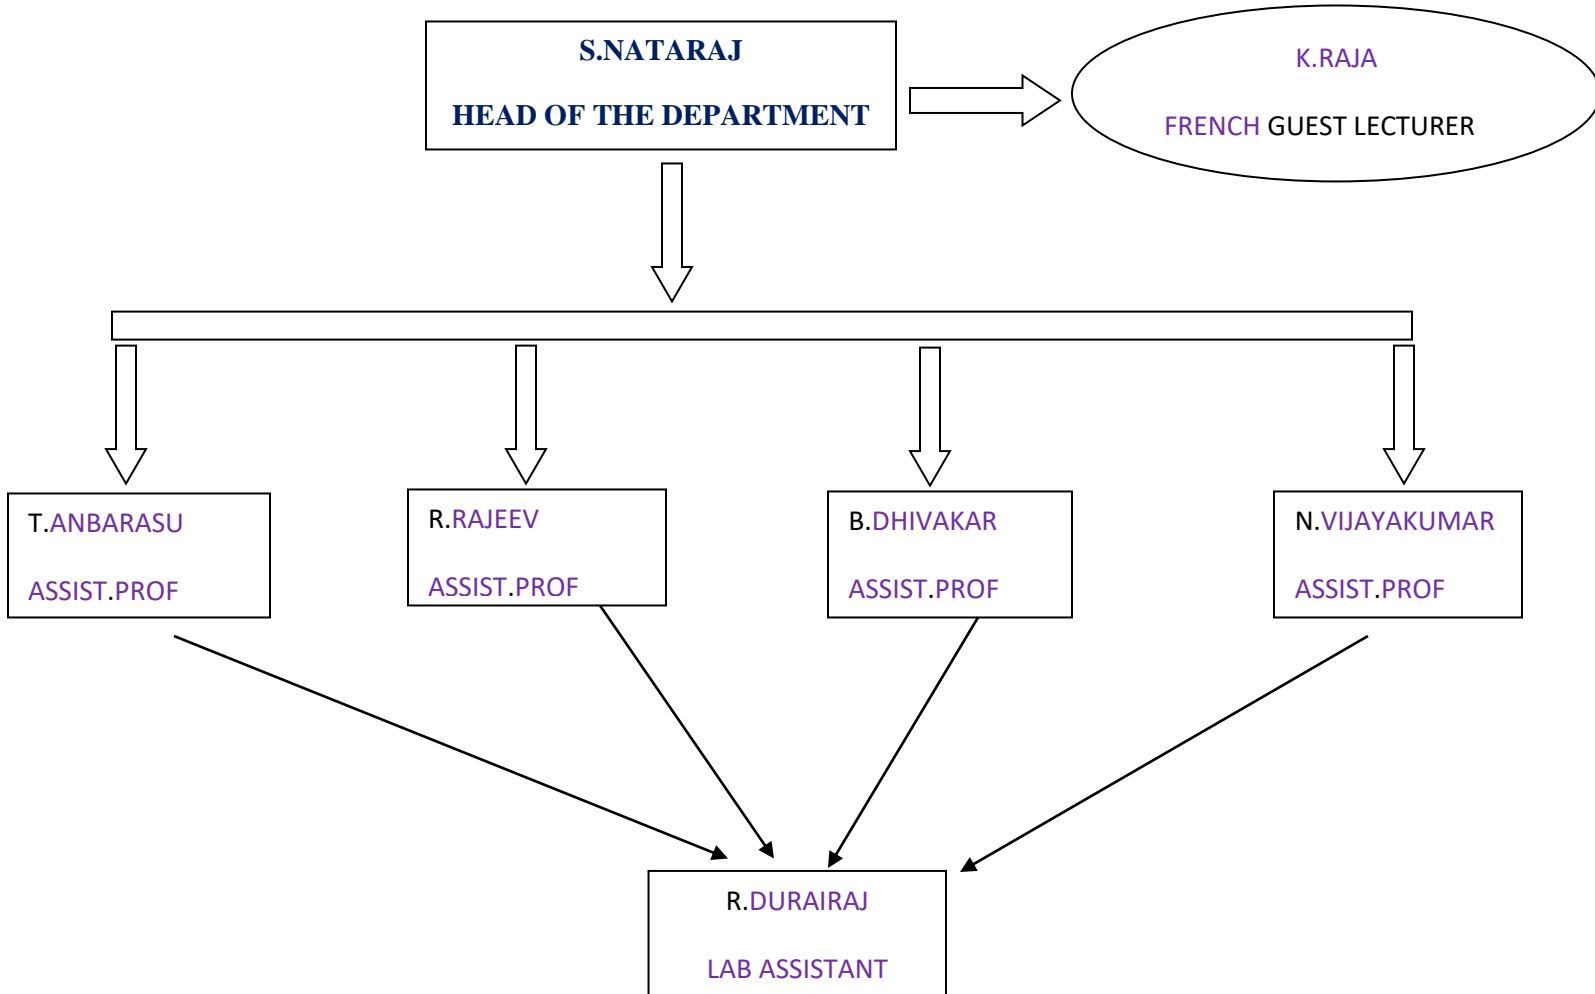 S.NATARAJ
HEAD OF THE DEPARTMENT
K.RAJA
FRENCH GUEST LECTURER
T.ANBARASU
ASSIST.PROF
R.RAJEEV
ASSIST.PROF
B.DHIVAKAR
ASSIST.PROF
N.VIJAYAKUMAR
ASSIST.PROF
R.DURAIRAJ
LAB ASSISTANT